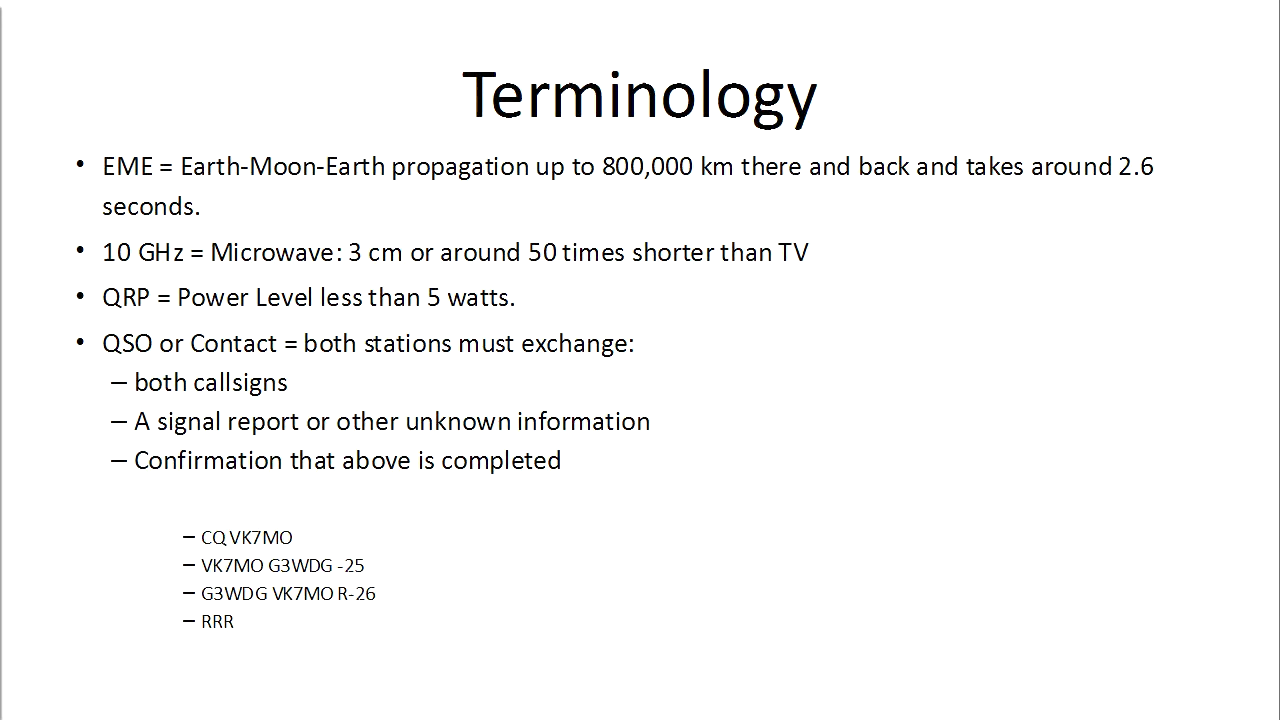 Terminology
• EME = Earth-Moon-Earth propagation up to 800,000 km there and back and takes around 2.6
seconds.
• 10 GHz = Microwave: 3 cm or around 50 times shorter than TV
• QRP = Power Level less than 5 watts.
• QSO or Contact = both stations must exchange:
– both callsigns
– A signal report or other unknown information
– Confirmation that above is completed
– CQ VK7MO
– VK7MO G3WDG -25
– G3WDG VK7MO R-26
– RRR